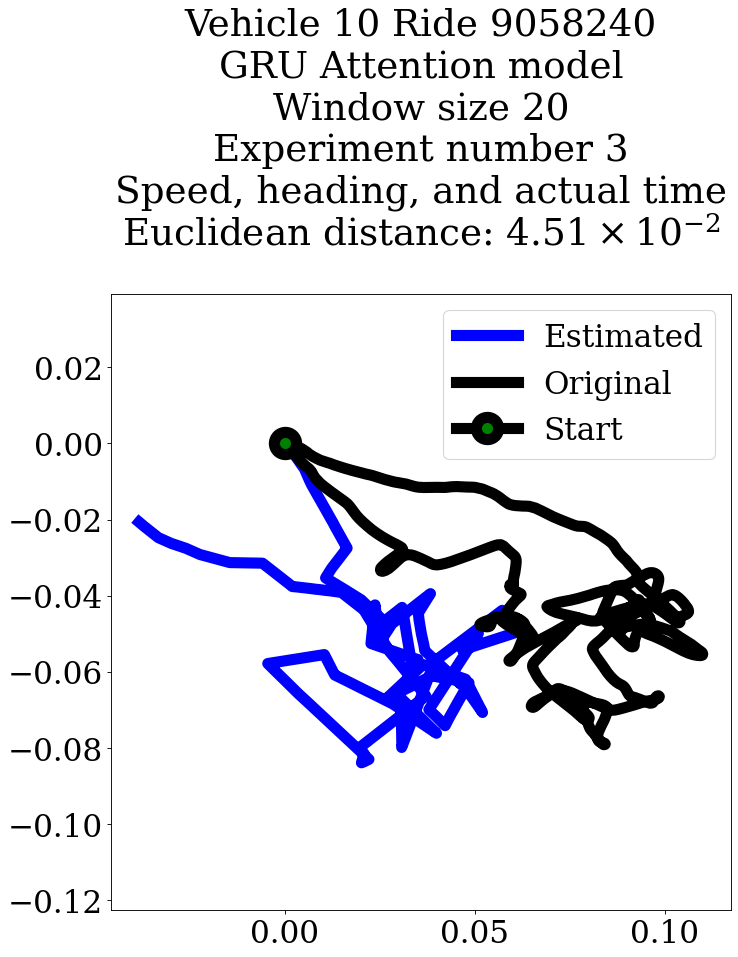 Vehicle 10 Ride 9058240
GRU Attention model
Window size 20
Experiment number 3
Speed, heading, and actual time
Euclidean distance: 4.51 × 10⁻²
Estimated
Original
Start
0.02
0.00
−0.02
−0.04
−0.06
−0.08
−0.10
−0.12
0.00 0.05 0.10